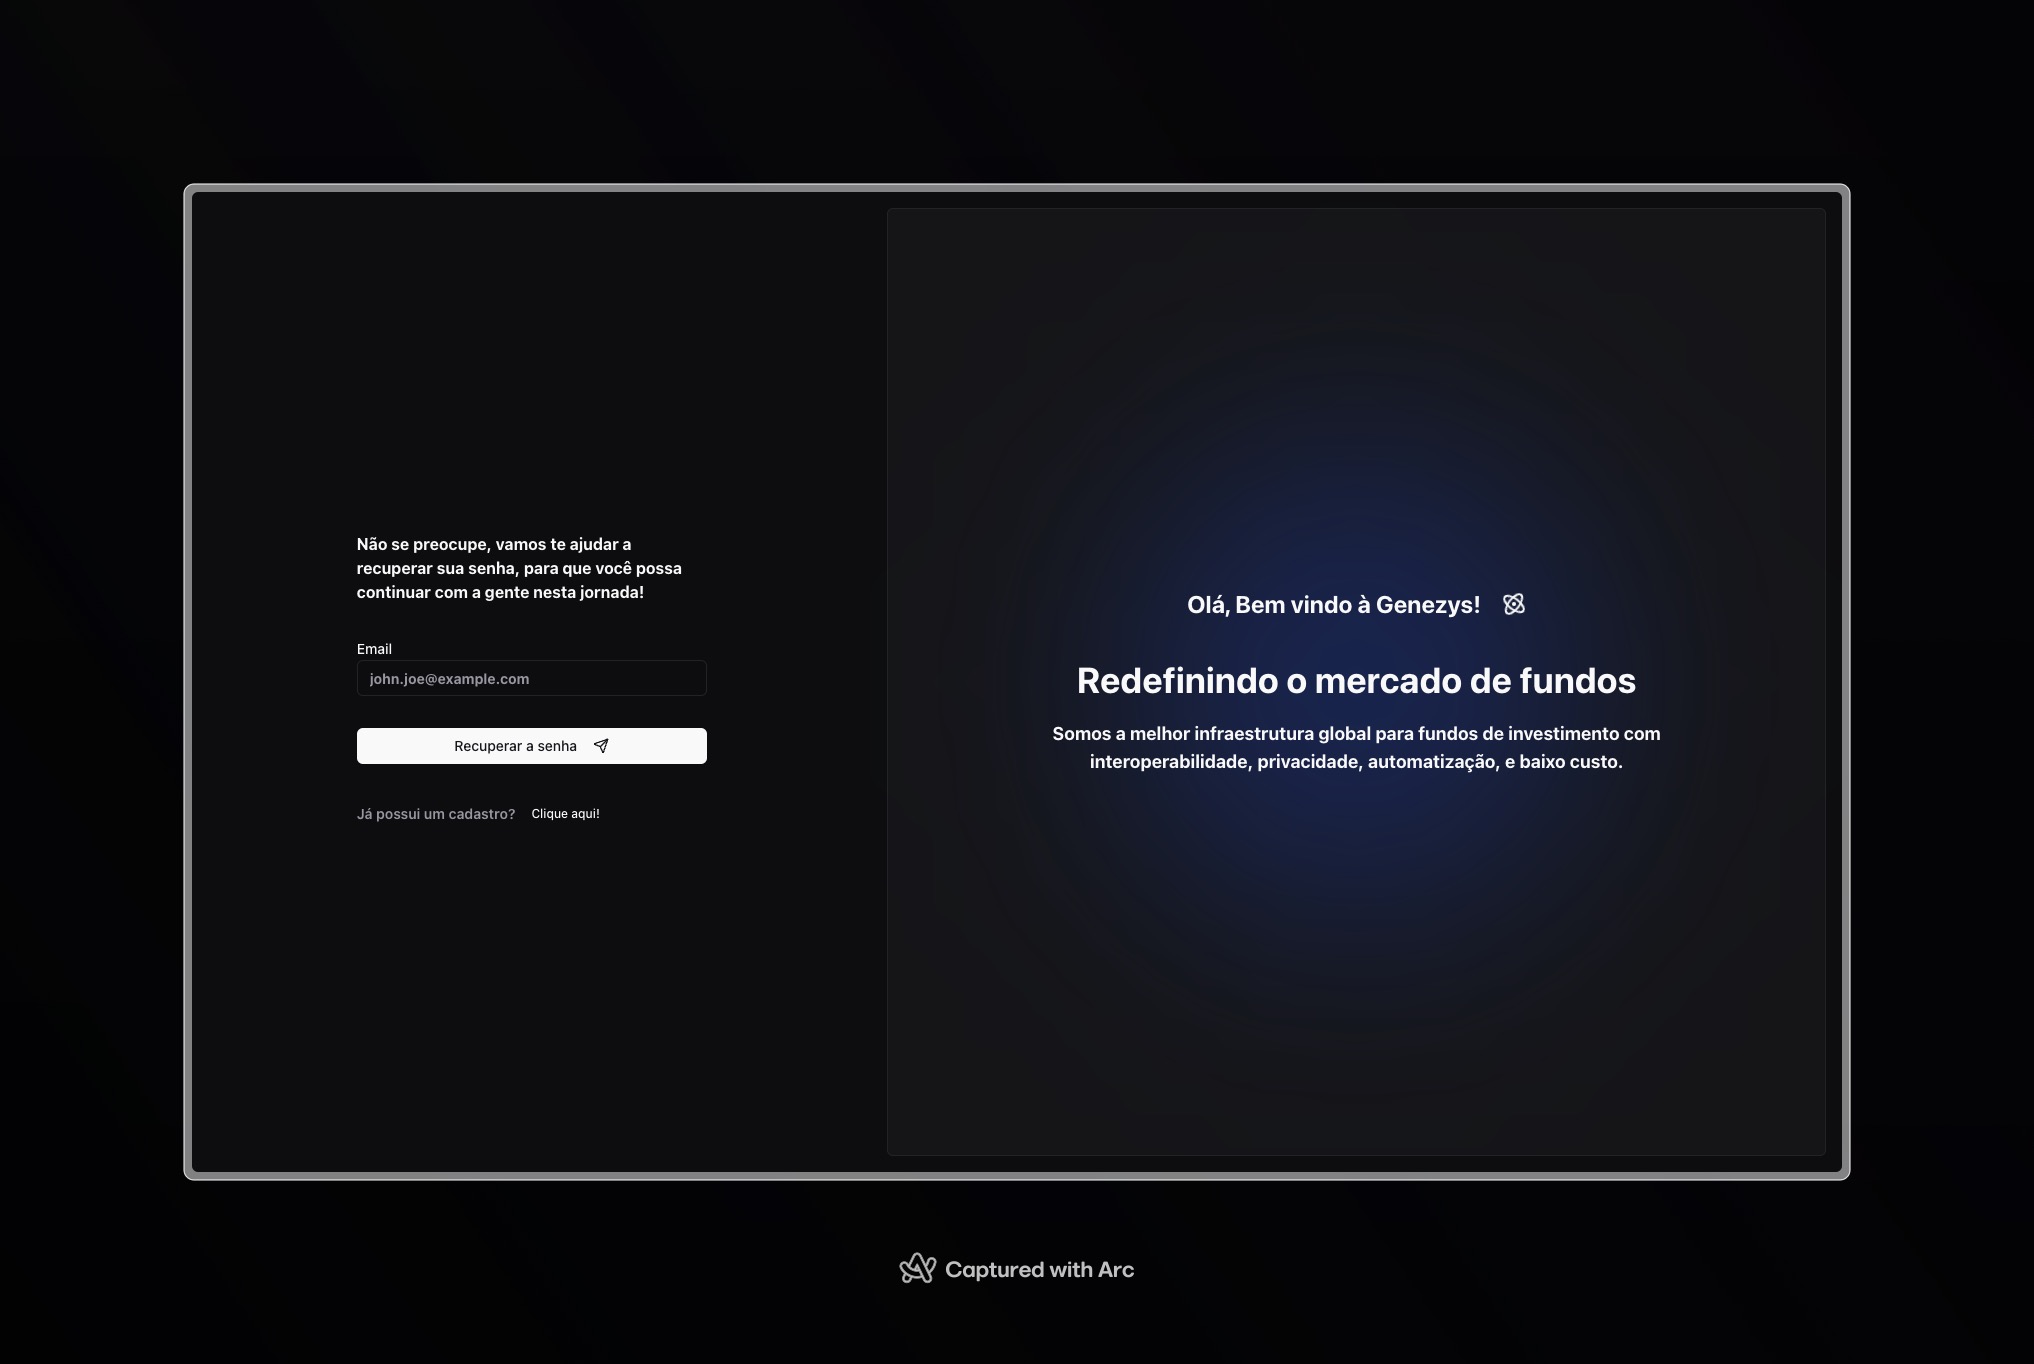 Não se preocupe, vamos te ajudar a
recuperar sua senha, para que você possa
continuar com a gente nesta jornada!
Email
john.joe@example.com
Recuperar a senha
Já possui um cadastro? Clique aqui!
Olá, Bem vindo à Genezys!
Redefinindo o mercado de fundos
Somos a melhor infraestrutura global para fundos de investimento com
interoperabilidade, privacidade, automatização, e baixo custo.
Captured with Arc